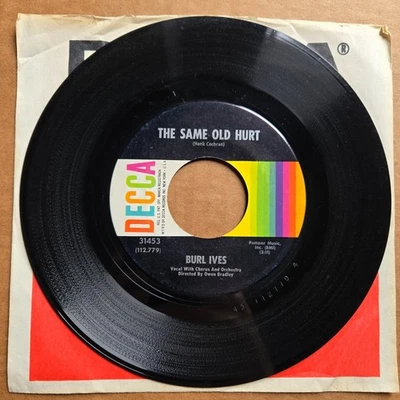 ®
THE SAME OLD HURT
(Hank Cochran)
DECCA
31453
(112,779)
Pamper Music,
Inc. (BMI)
BURL IVES
Vocal With Chorus And Orchestra
Directed By Owen Bradley